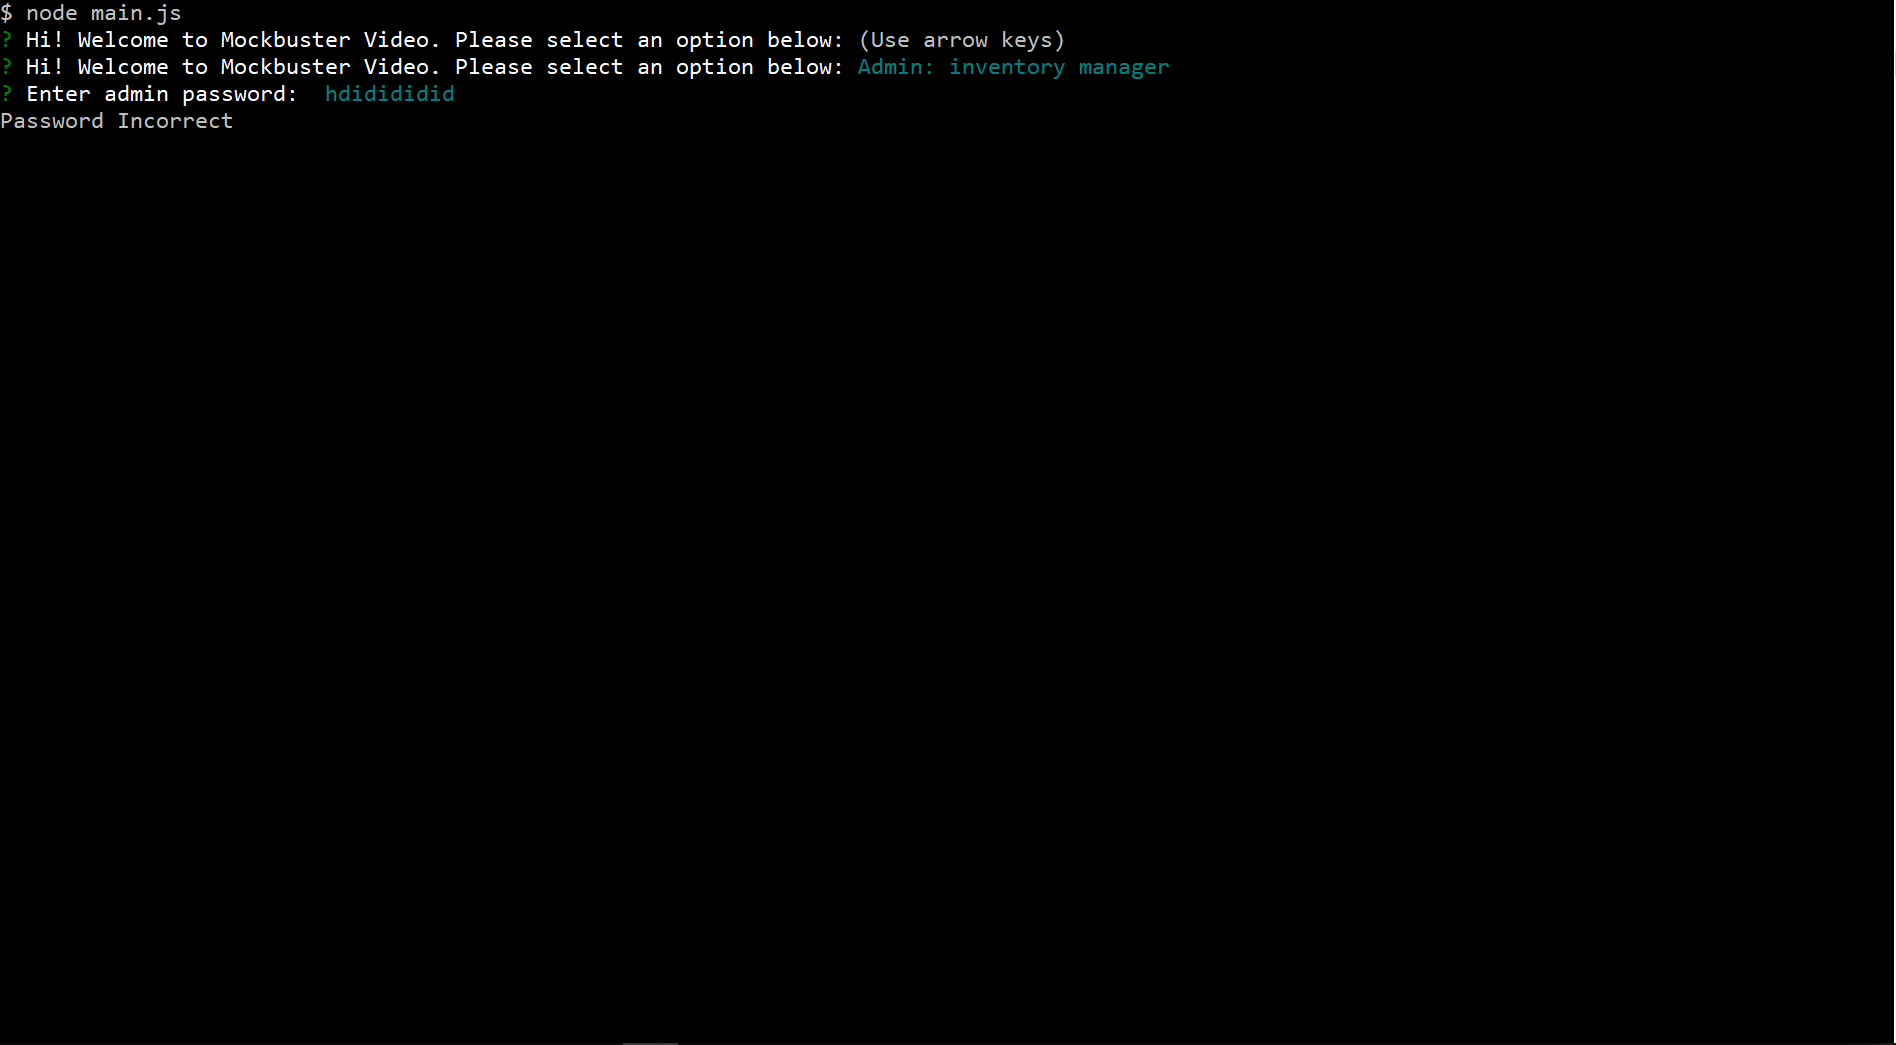 $ node main.js
? Hi! Welcome to Mockbuster Video. Please select an option below: (Use arrow keys)
? Hi! Welcome to Mockbuster Video. Please select an option below: Admin: inventory manager
? Enter admin password:  hdidididid
Password Incorrect